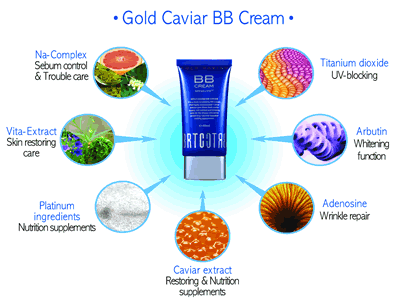 • Gold Caviar BB Cream •
Na-Complex
Sebum control
& Trouble care
Vita-Extract
Skin restoring
care
Platinum
ingredients
Nutrition supplements
BB
CREAM
Titanium dioxide
UV-blocking
Arbutin
Whitening
function
Adenosine
Wrinkle repair
Caviar extract
Restoring & Nutrition
supplements